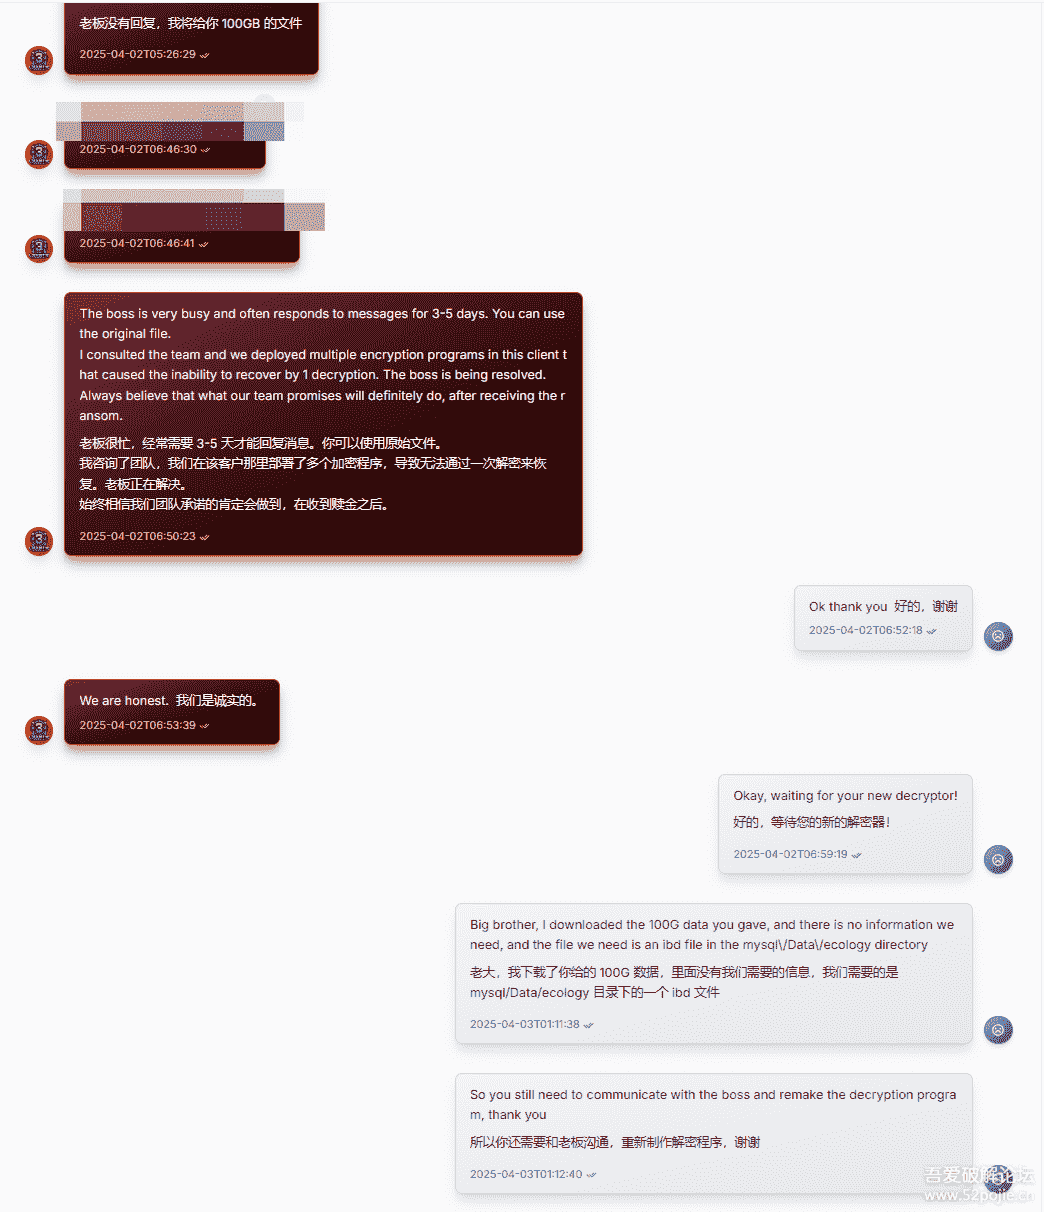 老板没有回复，我将给你 100GB 的文件
2025-04-02T05:26:29
2025-04-02T06:46:30
2025-04-02T06:46:41
The boss is very busy and often responds to messages for 3-5 days. You can use
the original file.
I consulted the team and we deployed multiple encryption programs in this client t
hat caused the inability to recover by 1 decryption. The boss is being resolved.
Always believe that what our team promises will definitely do, after receiving the r
ansom.
老板很忙，经常需要 3-5 天才能回复消息。你可以使用原始文件。
我咨询了团队，我们在该客户那里部署了多个加密程序，导致无法通过一次解密来恢
复。老板正在解决。
始终相信我们团队承诺的肯定会做到，在收到赎金之后。
2025-04-02T06:50:23
Ok thank you 好的，谢谢
2025-04-02T06:52:18
We are honest. 我们是诚实的。
2025-04-02T06:53:39
Okay, waiting for your new decryptor!
好的，等待您的新的解密器！
2025-04-02T06:59:19
Big brother, I downloaded the 100G data you gave, and there is no information we
need, and the file we need is an ibd file in the mysql\/Data\/ecology directory
老大，我下载了你给的 100G 数据，里面没有我们需要的信息，我们需要的是
mysql/Data/ecology 目录下的一个 ibd 文件
2025-04-03T01:11:38
So you still need to communicate with the boss and remake the decryption progra
m, thank you
所以你还需要和老板沟通，重新制作解密程序，谢谢
2025-04-03T01:12:40
吾爱破解论坛
www.52pojie.cn